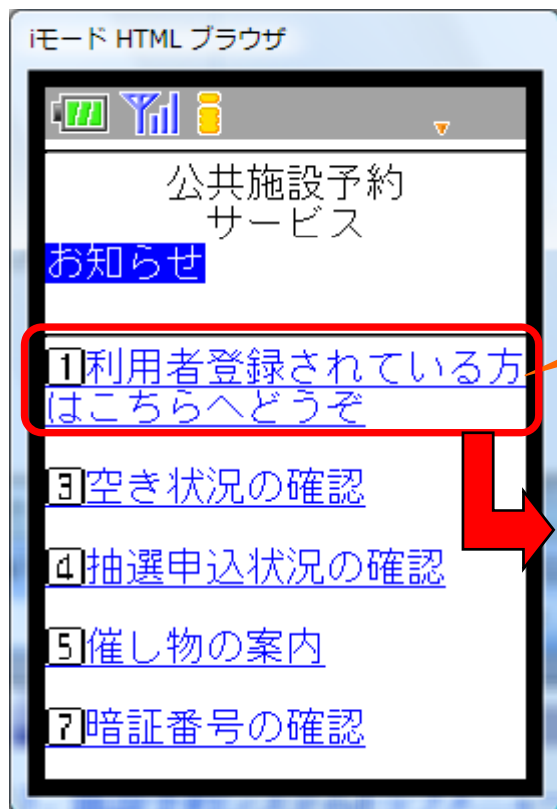 iモード HTML ブラウザ
公共施設予約
サービス
お知らせ
1利用者登録されている方
はこちらへどうぞ
3空き状況の確認
4抽選申込状況の確認
5催し物の案内
7暗証番号の確認